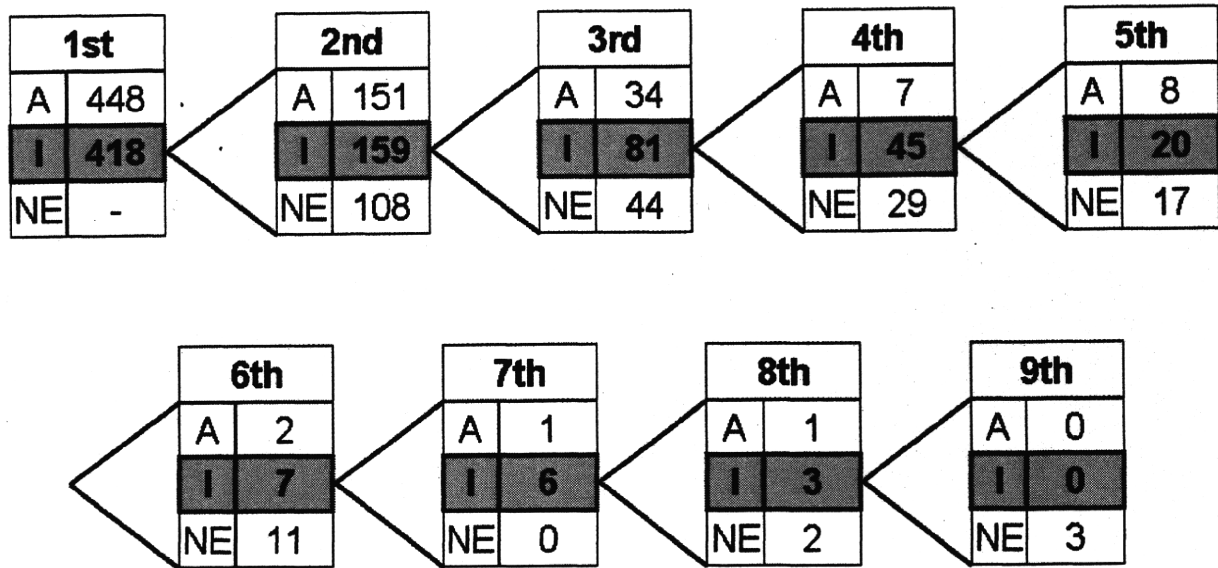 1st 2nd 3rd 4th 5th
A 448 A 151 A 34 A 7 A 8
I 418 I 159 I 81 I 45 I 20
NE - NE 108 NE 44 NE 29 NE 17
6th 7th 8th 9th
A 2 A 1 A 1 A 0
I 7 I 6 I 3 I 0
NE 11 NE 0 NE 2 NE 3